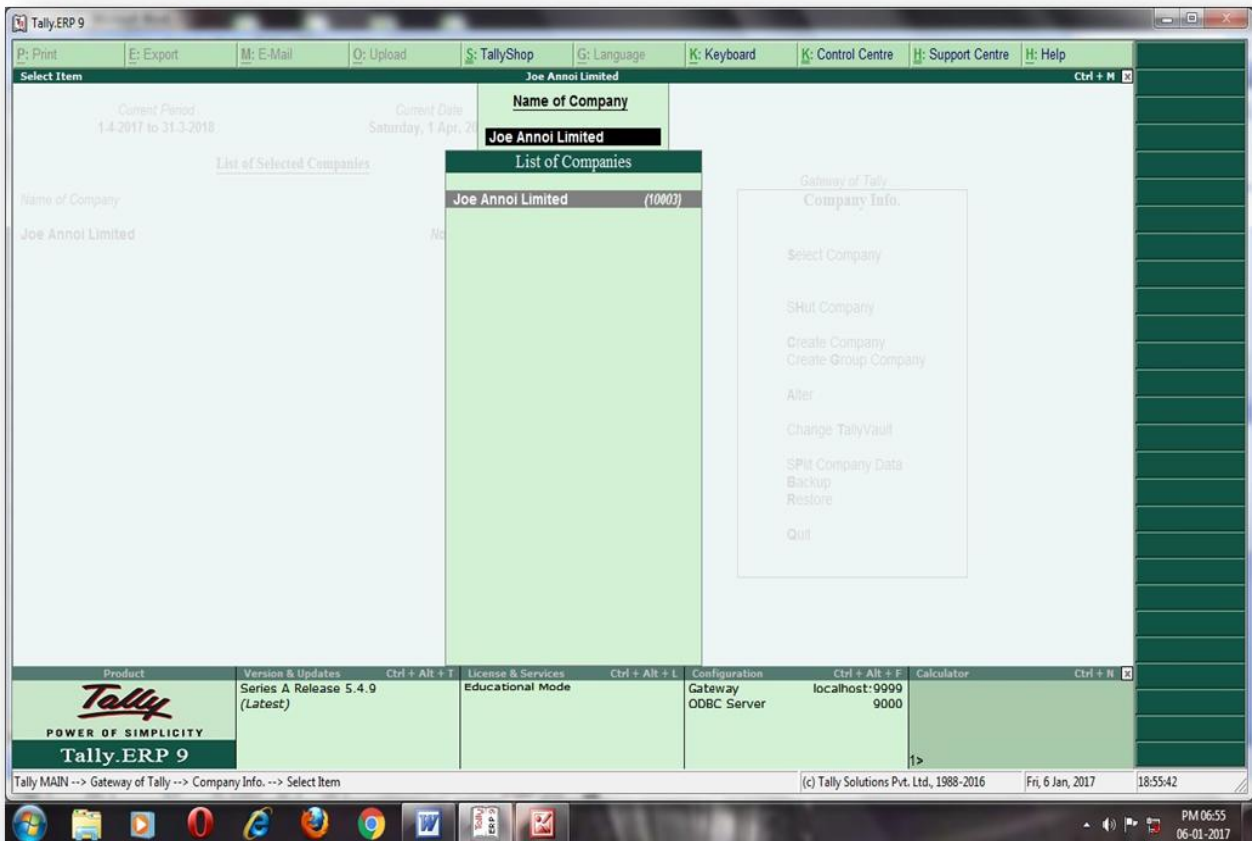 Tally.ERP 9
P: Print E: Export M: E-Mail O: Upload S: TallyShop G: Language K: Keyboard K: Control Centre H: Support Centre H: Help
Select Item Joe Annoi Limited Ctrl + M x
Current Period Current Date
1-4-2017 to 31-3-2018 Saturday, 1 Apr, 20
Name of Company
Joe Annoi Limited
List of Selected Companies
List of Companies
Name of Company
Joe Annoi Limited (10003)
Joe Annoi Limited No
Gateway of Tally
Company Info.
Select Company
SHut Company
Create Company
Create Group Company
Alter
Change TallyVault
SPlit Company Data
Backup
Restore
Quit
Product Version & Updates Ctrl + Alt + T License & Services Ctrl + Alt + L Configuration Ctrl + Alt + F Calculator Ctrl + N x
Tally
POWER OF SIMPLICITY
Tally.ERP 9
Series A Release 5.4.9
(Latest)
Educational Mode
Gateway localhost:9999
ODBC Server 9000
1>
Tally MAIN --> Gateway of Tally --> Company Info. --> Select Item (c) Tally Solutions Pvt. Ltd., 1988-2016 Fri, 6 Jan, 2017 18:55:42
PM 06:55
06-01-2017